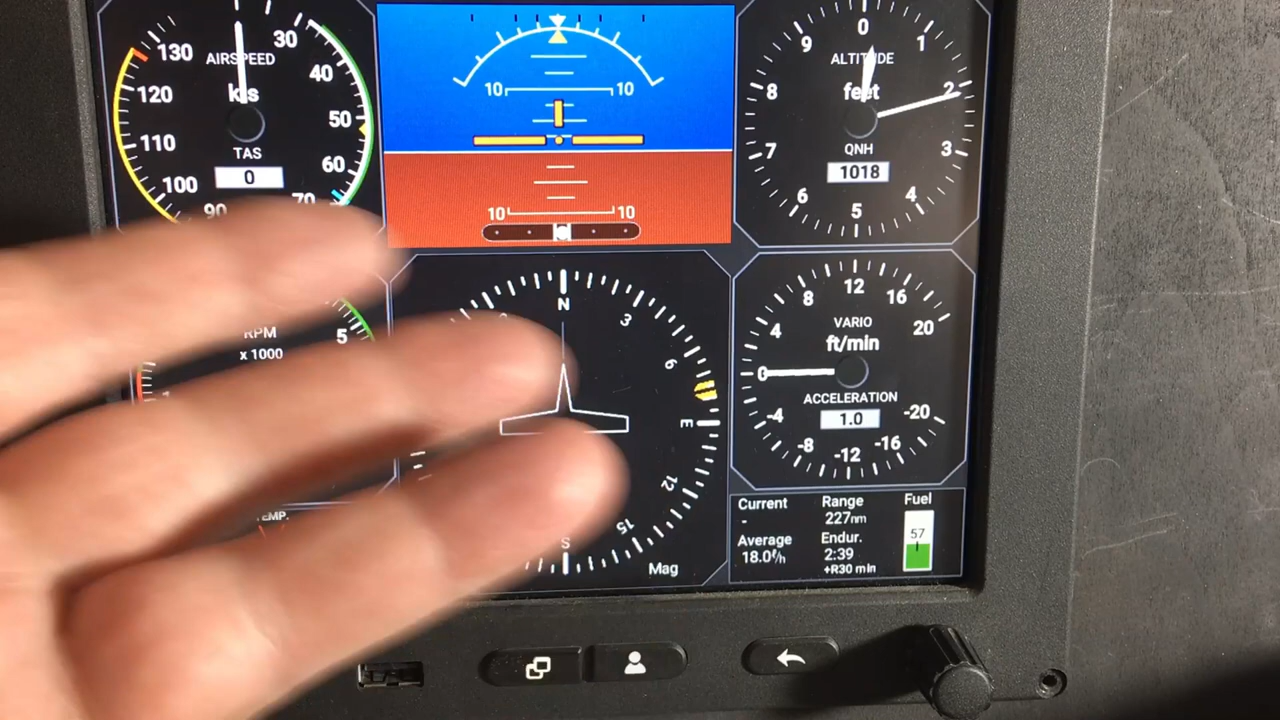 130
120
110
100
90
30
40
50
60
70
AIRSPEED
kts
TAS
0
10 10
10 10
0
1
2
3
4
5
6
7
8
9
ALTITUDE
feet
QNH
1018
RPM
x 1000
5
TEMP.
N
3
6
E
12
15
S
Mag
12
8 16
4 20
VARIO
ft/min
0
ACCELERATION
1.0
-4 -20
-8 -16
-12
Current
-
Average
18.0ℓ/h
Range
227nm
Endur.
2:39
+R30 min
Fuel
57